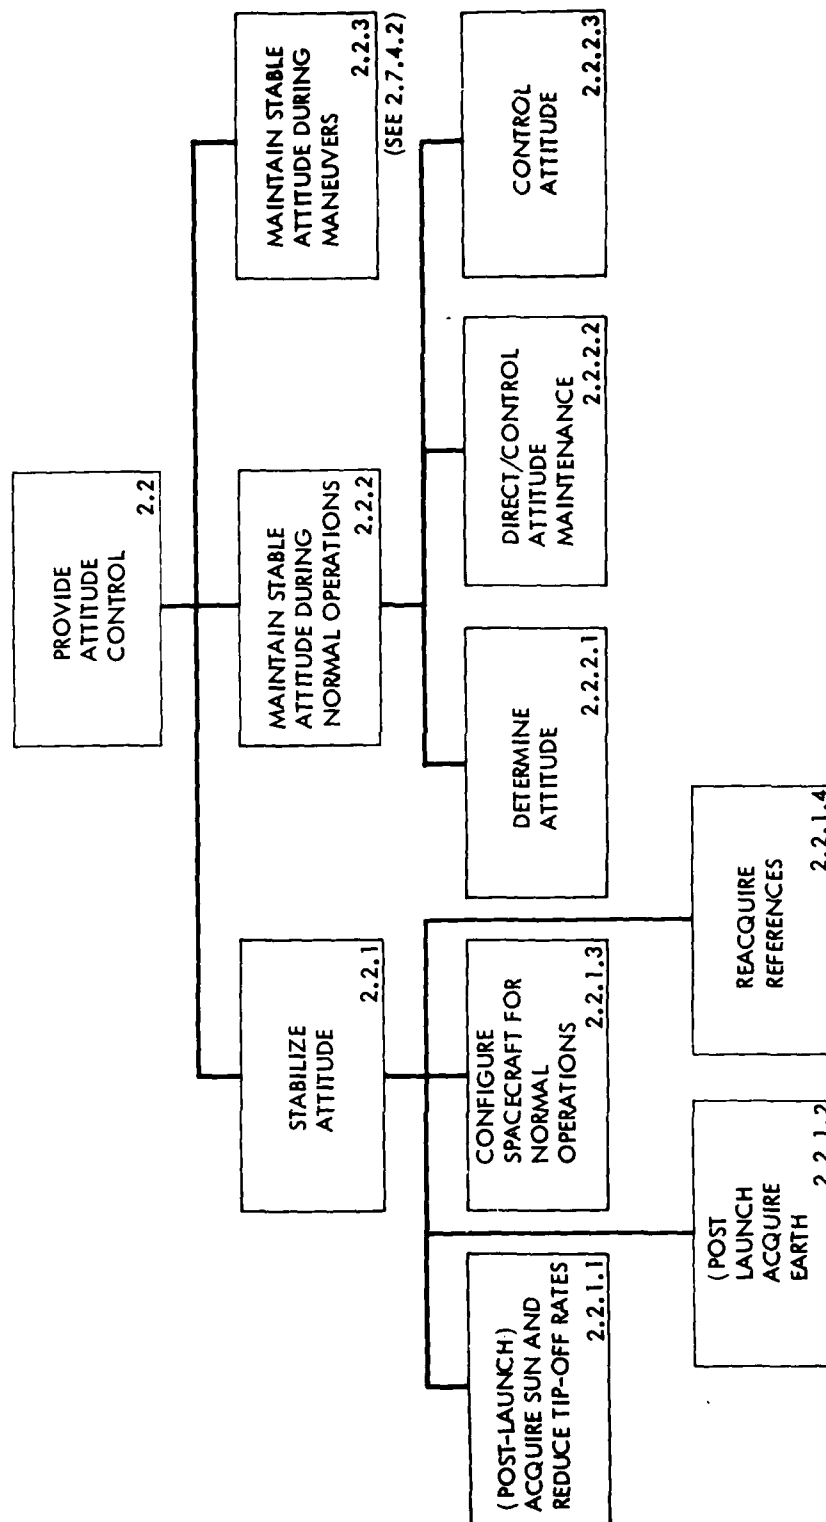 PROVIDE
ATTITUDE
CONTROL
2.2
STABILIZE
ATTITUDE
2.2.1
MAINTAIN STABLE
ATTITUDE DURING
NORMAL OPERATIONS
2.2.2
MAINTAIN STABLE
ATTITUDE DURING
MANEUVERS
2.2.3
(SEE 2.7.4.2)
(POST-LAUNCH)
ACQUIRE SUN AND
REDUCE TIP-OFF RATES
2.2.1.1
CONFIGURE
SPACECRAFT FOR
NORMAL
OPERATIONS
2.2.1.3
DETERMINE
ATTITUDE
2.2.2.1
DIRECT/CONTROL
ATTITUDE
MAINTENANCE
2.2.2.2
CONTROL
ATTITUDE
2.2.2.3
(POST
LAUNCH
ACQUIRE
EARTH
2.2.1.2
REACQUIRE
REFERENCES
2.2.1.4